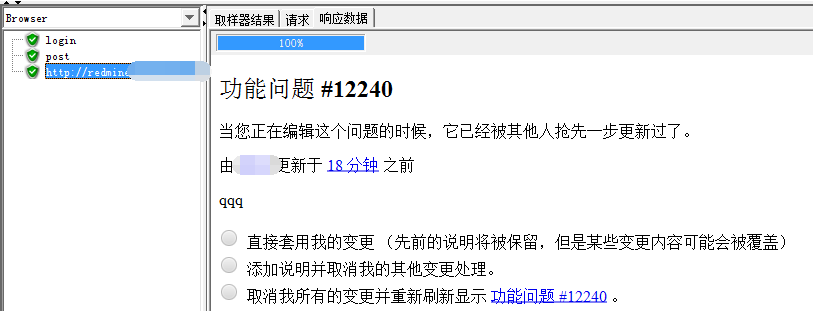 Browser
login
post
http://redmine
取样器结果 请求 响应数据
100%
功能问题 #12240
当您正在编辑这个问题的时候，它已经被其他人抢先一步更新过了。
由 更新于 18 分钟 之前
qqq
直接套用我的变更 （先前的说明将被保留，但是某些变更内容可能会被覆盖）
添加说明并取消我的其他变更处理。
取消我所有的变更并重新刷新显示 功能问题 #12240 。